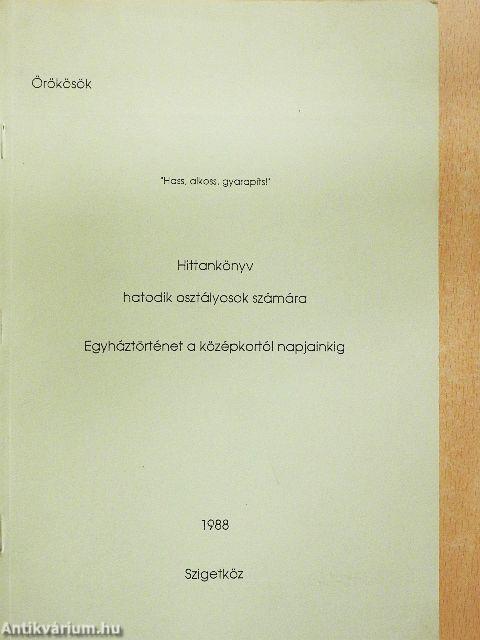 Örökösök
"Hass, alkoss, gyarapíts!"
Hittankönyv
hatodik osztályosok számára
Egyháztörténet a középkortól napjainkig
1988
Szigetköz
Antikvárium.hu